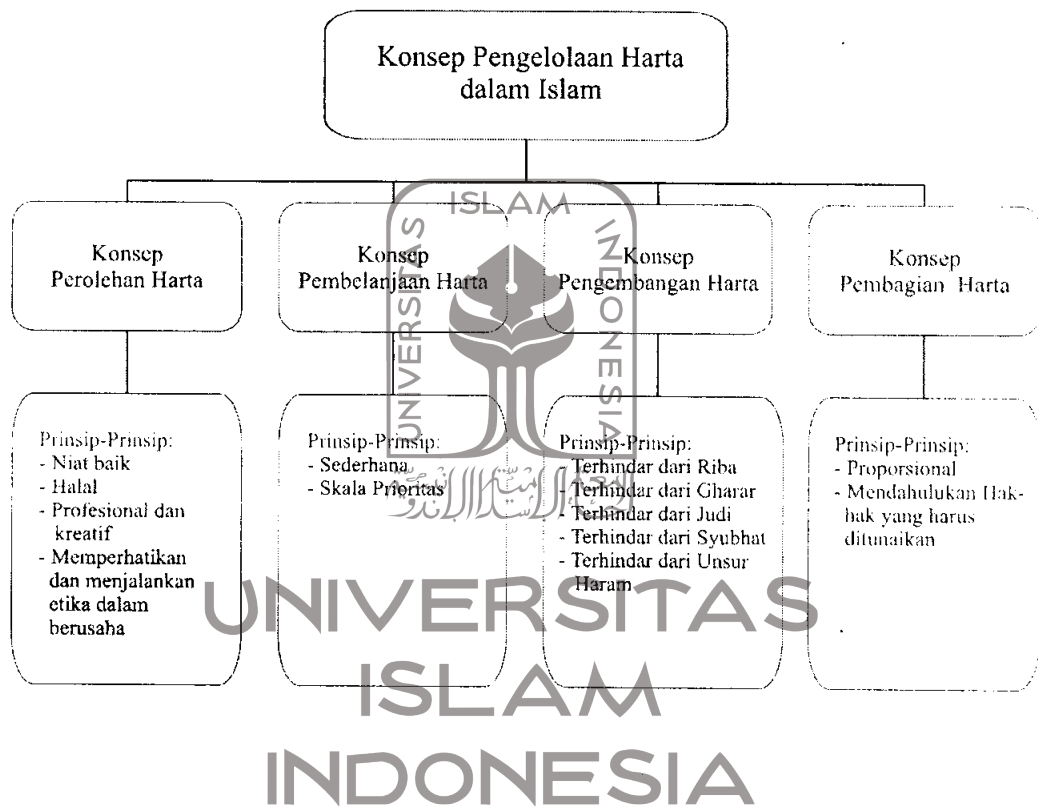 Konsep Pengelolaan Harta
dalam Islam
Konsep
Perolehan Harta
Konsep
Pembelanjaan Harta
Konsep
Pengembangan Harta
Konsep
Pembagian Harta
Prinsip-Prinsip:
- Niat baik
- Halal
- Profesional dan
kreatif
- Memperhatikan
dan menjalankan
etika dalam
berusaha
Prinsip-Prinsip:
- Sederhana
- Skala Prioritas
Prinsip-Prinsip:
- Terhindar dari Riba
- Terhindar dari Gharar
- Terhindar dari Judi
- Terhindar dari Syubhat
- Terhindar dari Unsur
Haram
Prinsip-Prinsip:
- Proporsional
- Mendahulukan Hak-
hak yang harus
ditunaikan
UNIVERSITAS
ISLAM
INDONESIA
UNIVERSITAS
ISLAM
INDONESIA